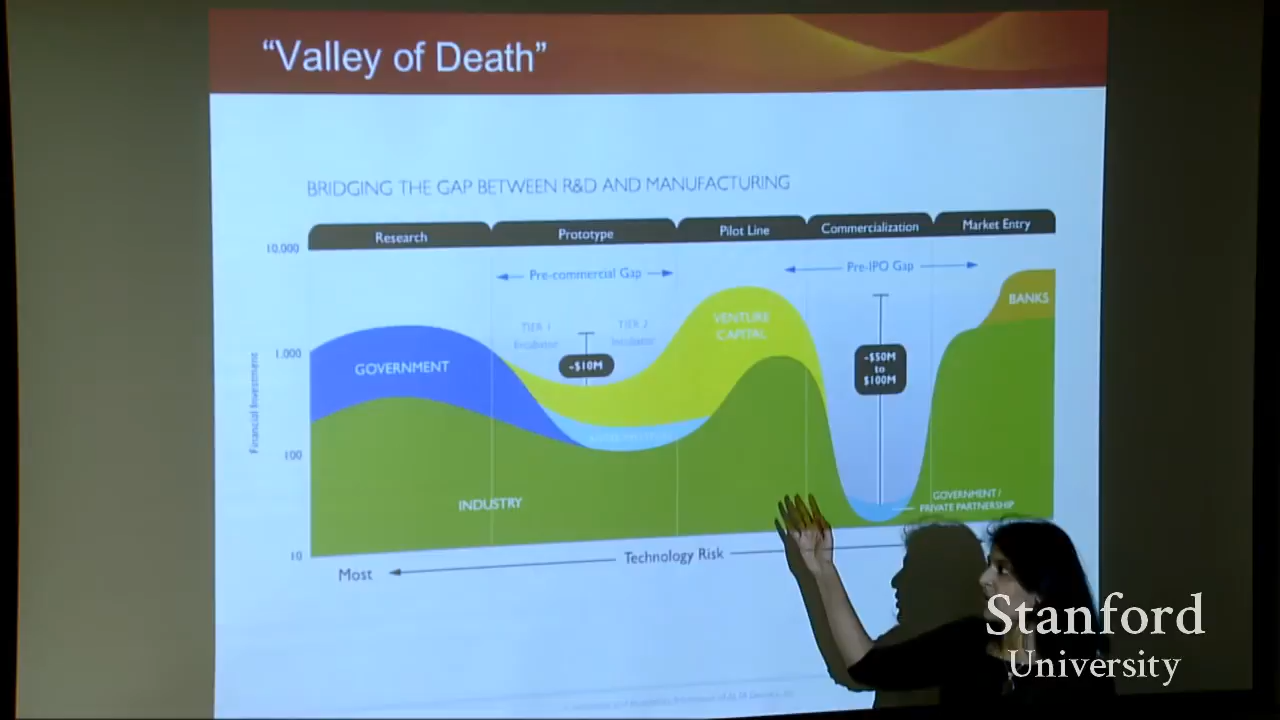 “Valley of Death”
BRIDGING THE GAP BETWEEN R&D AND MANUFACTURING
Research
Prototype
Pilot Line
Commercialization
Market Entry
10,000
Pre-commercial Gap
Pre-IPO Gap
BANKS
TIER 1
Incubator
TIER 2
Incubator
VENTURE
CAPITAL
1,000
GOVERNMENT
~$10M
~$50M
to
$100M
Financial Investment
100
INDUSTRY
GOVERNMENT/
PRIVATE PARTNERSHIP
10
Most
Technology Risk
Stanford
University